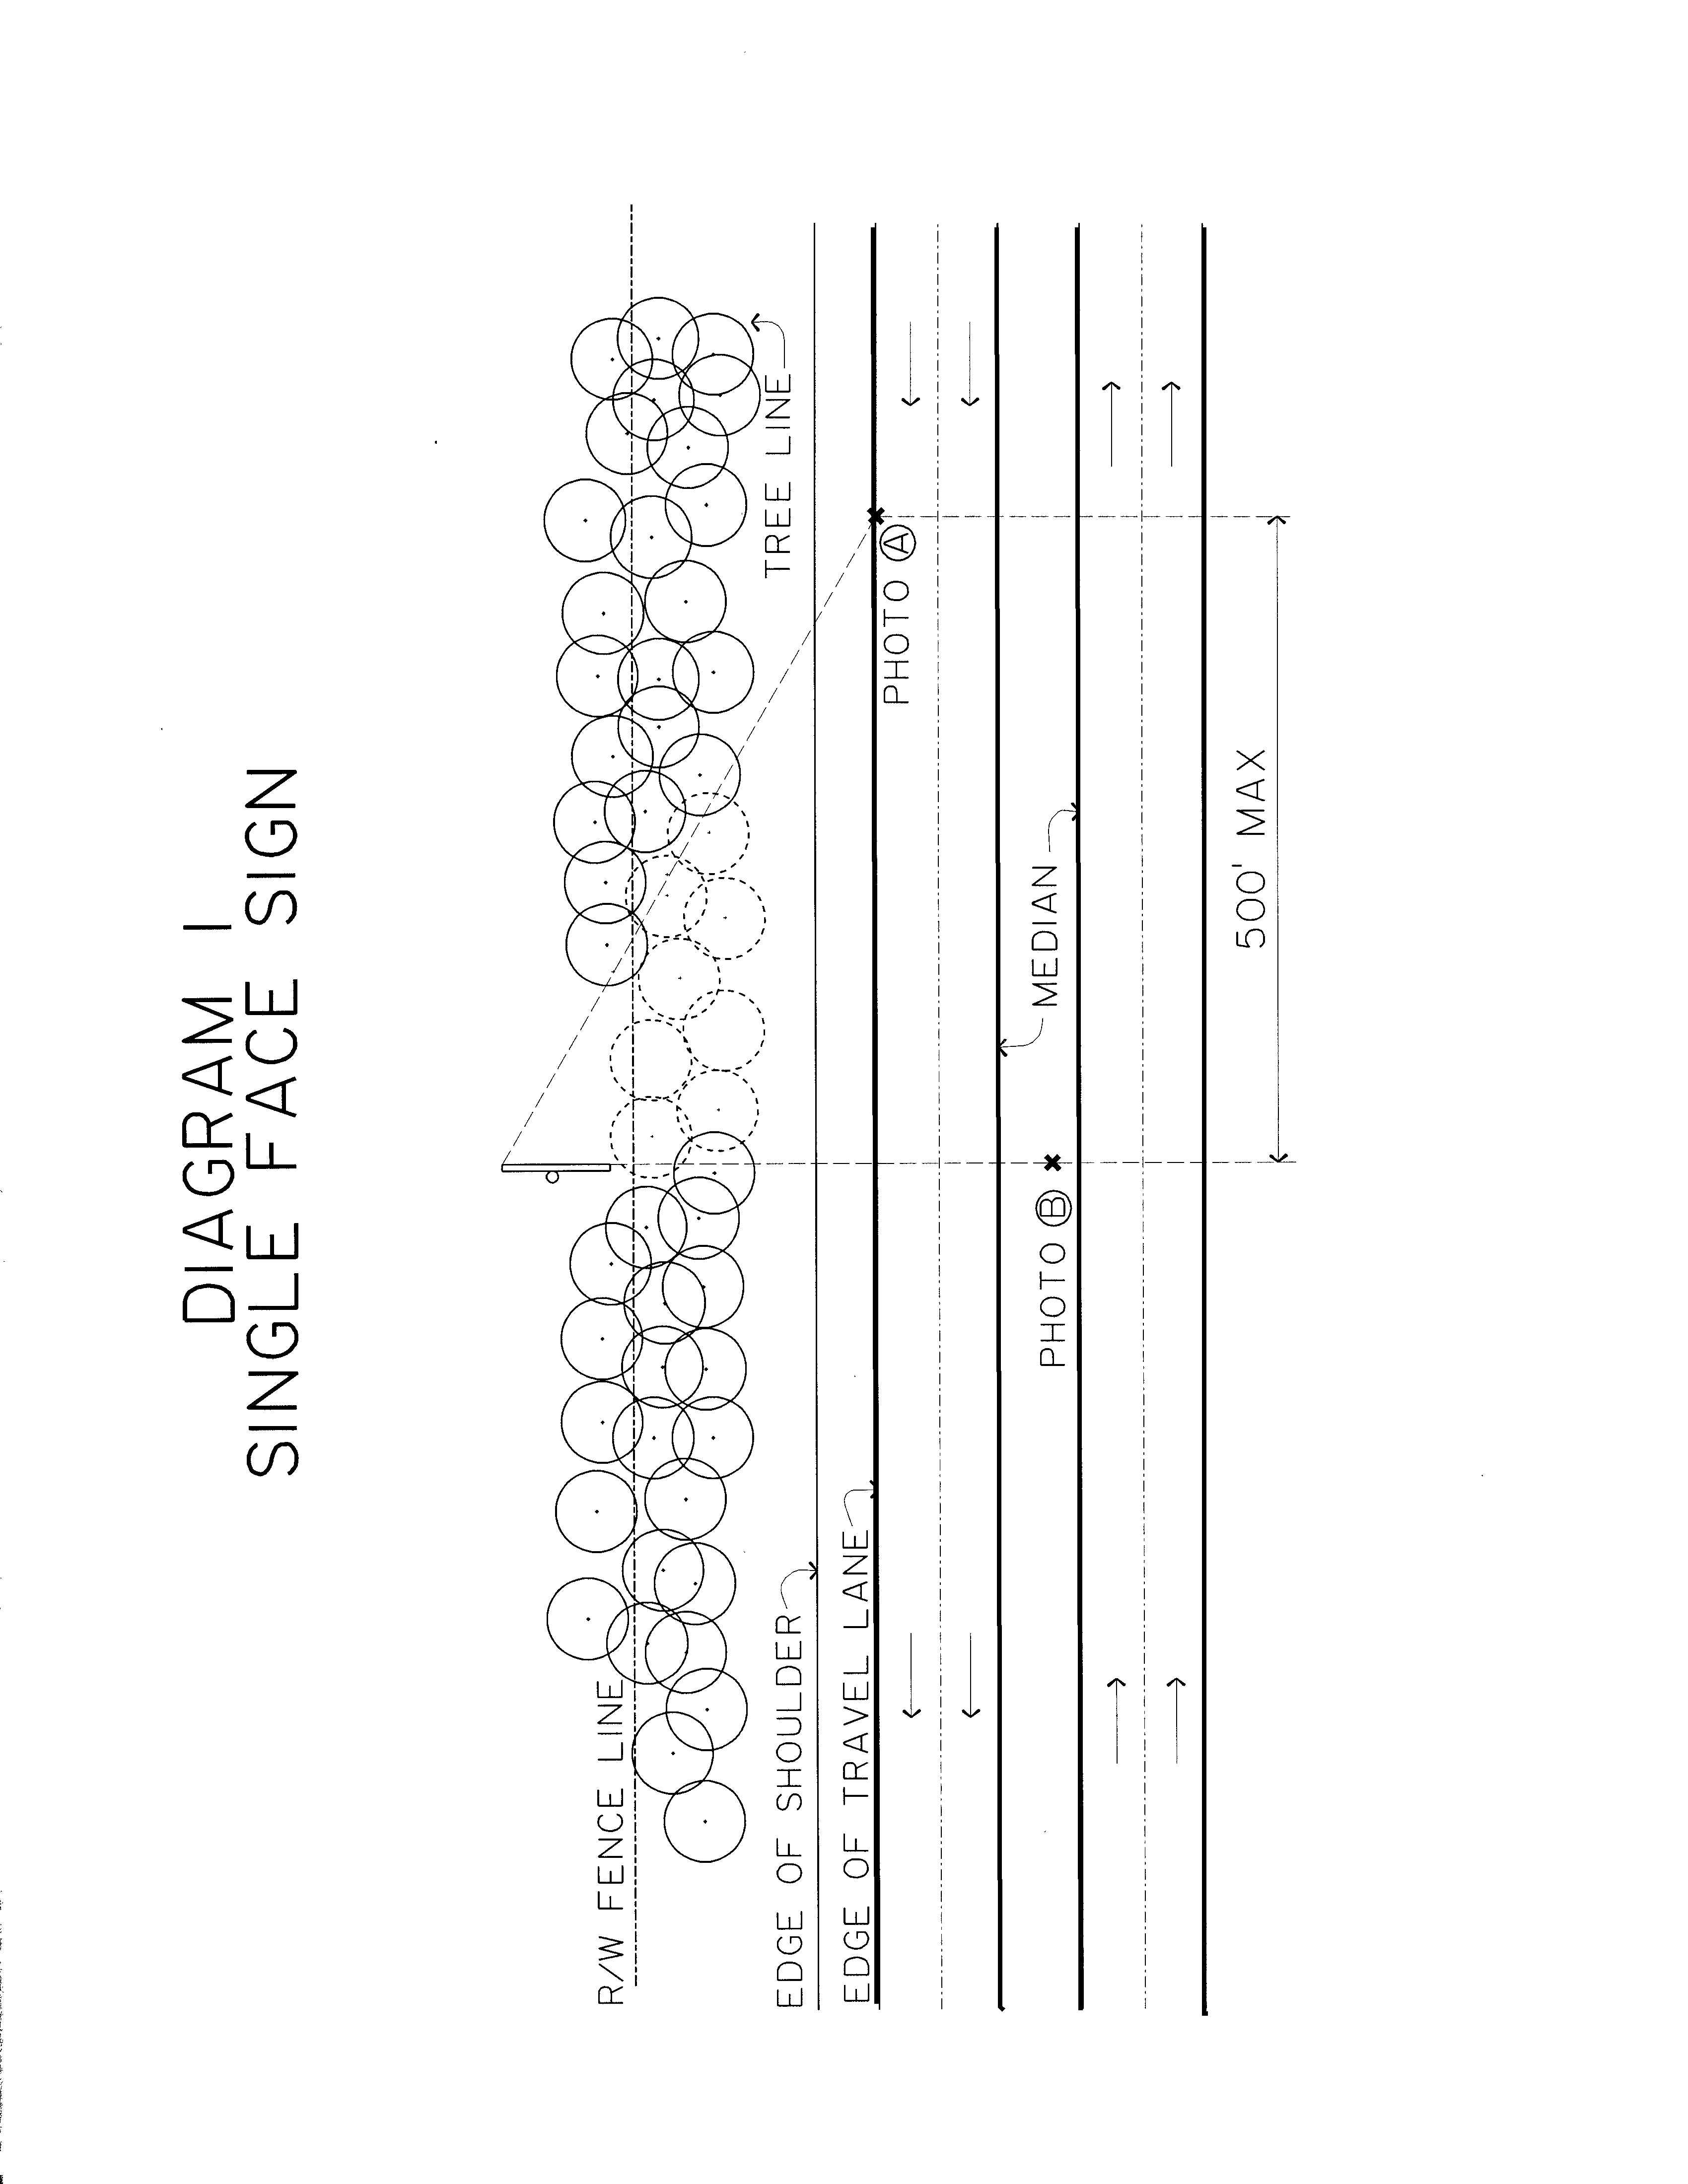 DIAGRAM I
SINGLE FACE SIGN
R/W FENCE LINE
TREE LINE
EDGE OF SHOULDER
EDGE OF TRAVEL LANE
PHOTO A
MEDIAN
PHOTO B
500' MAX